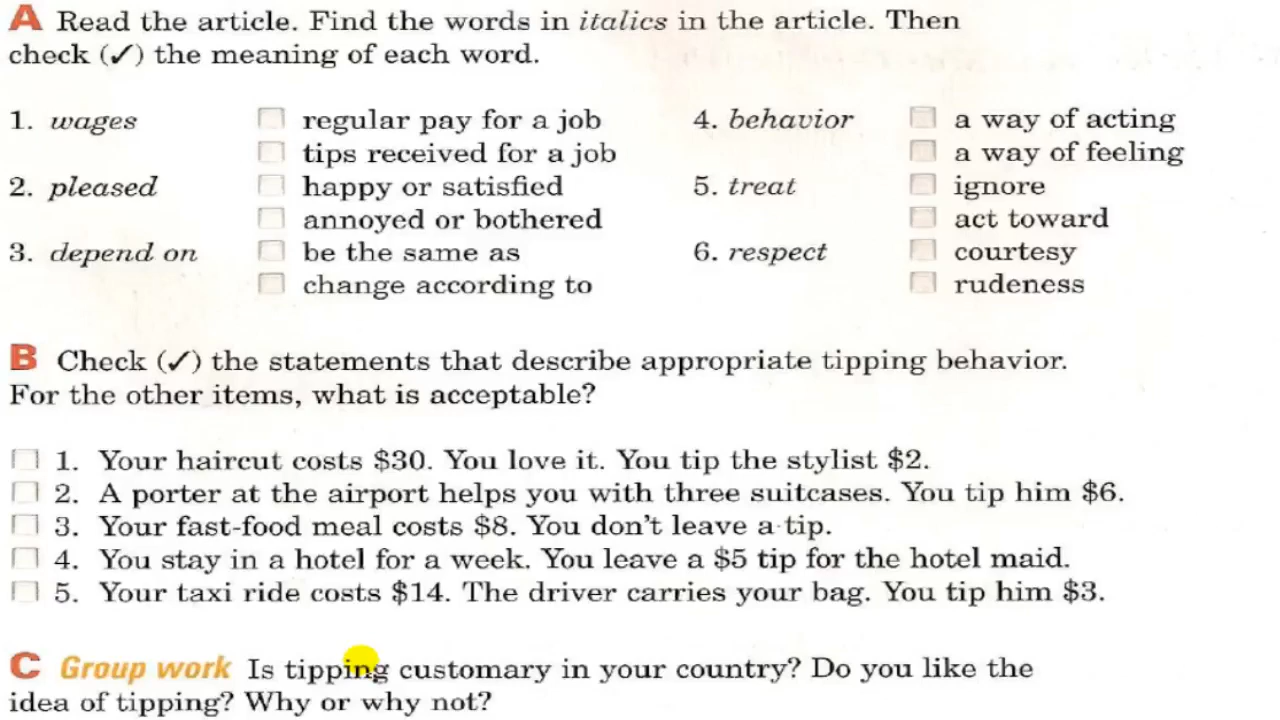 A Read the article. Find the words in italics in the article. Then
check (✓) the meaning of each word.
1. wages
regular pay for a job
tips received for a job
2. pleased
happy or satisfied
annoyed or bothered
3. depend on
be the same as
change according to
4. behavior
a way of acting
a way of feeling
5. treat
ignore
act toward
6. respect
courtesy
rudeness
B Check (✓) the statements that describe appropriate tipping behavior.
For the other items, what is acceptable?
1. Your haircut costs $30. You love it. You tip the stylist $2.
2. A porter at the airport helps you with three suitcases. You tip him $6.
3. Your fast-food meal costs $8. You don't leave a tip.
4. You stay in a hotel for a week. You leave a $5 tip for the hotel maid.
5. Your taxi ride costs $14. The driver carries your bag. You tip him $3.
C Group work Is tipping customary in your country? Do you like the
idea of tipping? Why or why not?